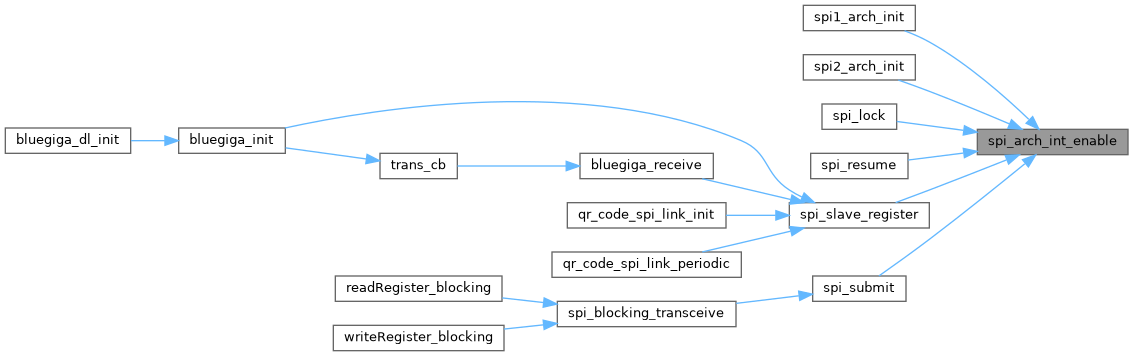 spi1_arch_init
spi2_arch_init
spi_lock
bluegiga_dl_init
bluegiga_init
spi_arch_int_enable
trans_cb
bluegiga_receive
spi_resume
qr_code_spi_link_init
spi_slave_register
qr_code_spi_link_periodic
readRegister_blocking
spi_submit
spi_blocking_transceive
writeRegister_blocking